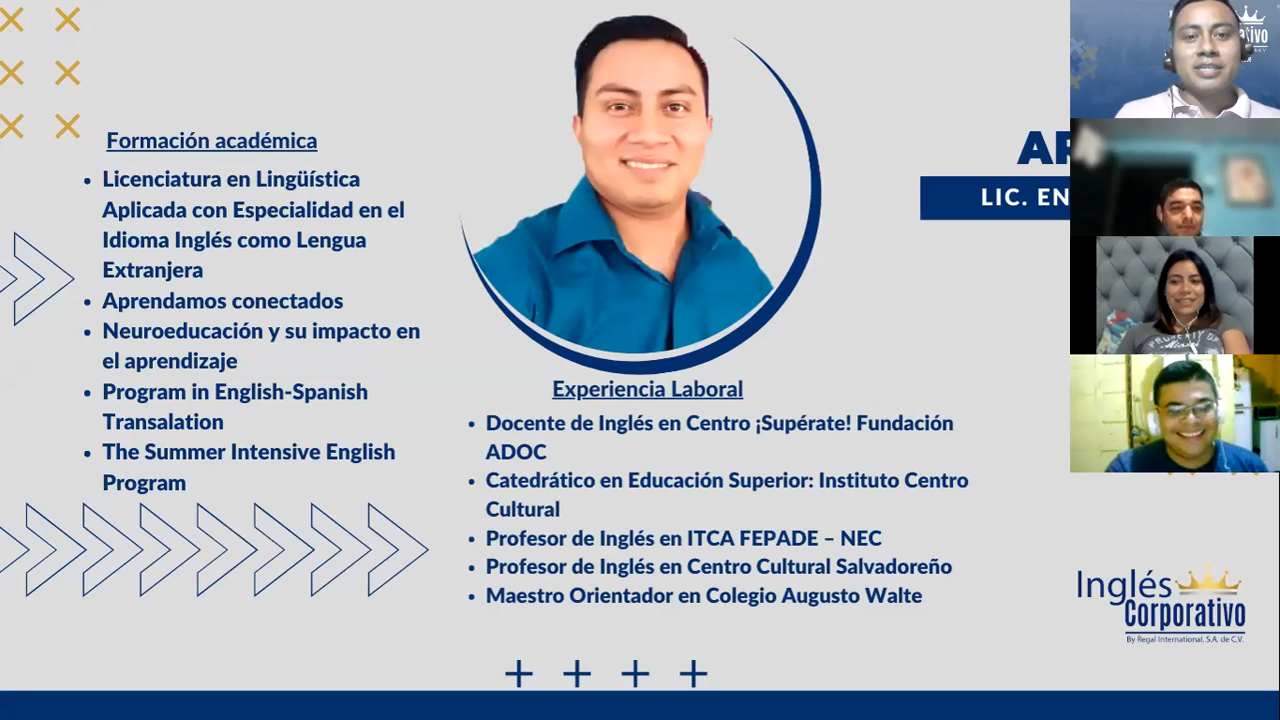 Formación académica
Licenciatura en Lingüística
Aplicada con Especialidad en el
Idioma Inglés como Lengua
Extranjera
Aprendamos conectados
Neuroeducación y su impacto en
el aprendizaje
Program in English-Spanish
Transalation
The Summer Intensive English
Program
Experiencia Laboral
Docente de Inglés en Centro ¡Supérate! Fundación
ADOC
Catedrático en Educación Superior: Instituto Centro
Cultural
Profesor de Inglés en ITCA FEPADE – NEC
Profesor de Inglés en Centro Cultural Salvadoreño
Maestro Orientador en Colegio Augusto Walte
LIC. EN
PROPERTY OF
Inglés
Corporativo
By Regal International, S.A. de C.V.